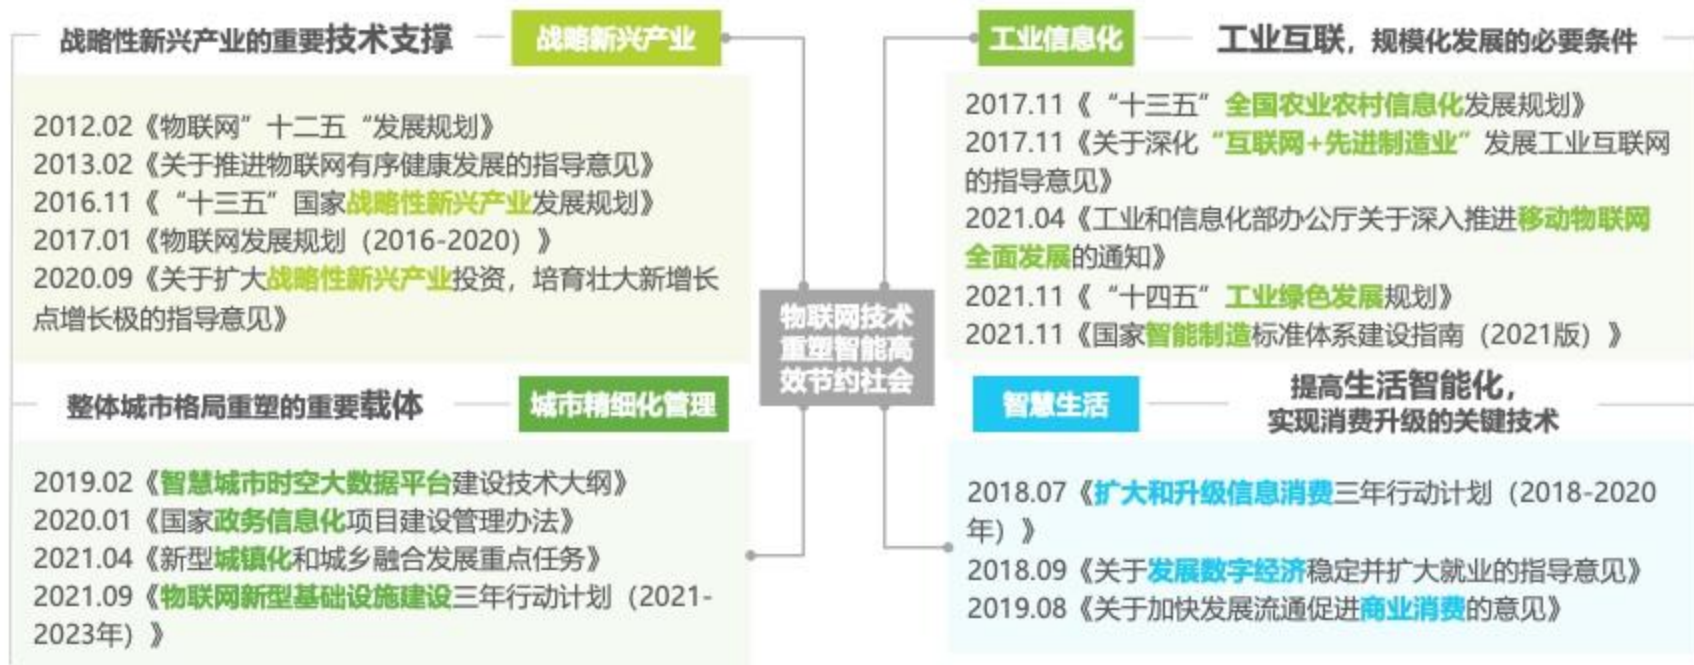 战略性新兴产业的重要技术支撑
战略新兴产业
2012.02《物联网”十二五“发展规划》
2013.02《关于推进物联网有序健康发展的指导意见》
2016.11《“十三五”国家战略性新兴产业发展规划》
2017.01《物联网发展规划（2016-2020）》
2020.09《关于扩大战略性新兴产业投资，培育壮大新增长
点增长极的指导意见》
工业信息化
工业互联，规模化发展的必要条件
2017.11《“十三五”全国农业农村信息化发展规划》
2017.11《关于深化“互联网+先进制造业”发展工业互联网
的指导意见》
2021.04《工业和信息化部办公厅关于深入推进移动物联网
全面发展的通知》
2021.11《“十四五”工业绿色发展规划》
2021.11《国家智能制造标准体系建设指南（2021版）》
物联网技术
重塑智能高
效节约社会
整体城市格局重塑的重要载体
城市精细化管理
2019.02《智慧城市时空大数据平台建设技术大纲》
2020.01《国家政务信息化项目建设管理办法》
2021.04《新型城镇化和城乡融合发展重点任务》
2021.09《物联网新型基础设施建设三年行动计划（2021-
2023年）》
智慧生活
提高生活智能化，
实现消费升级的关键技术
2018.07《扩大和升级信息消费三年行动计划（2018-2020
年）》
2018.09《关于发展数字经济稳定并扩大就业的指导意见》
2019.08《关于加快发展流通促进商业消费的意见》